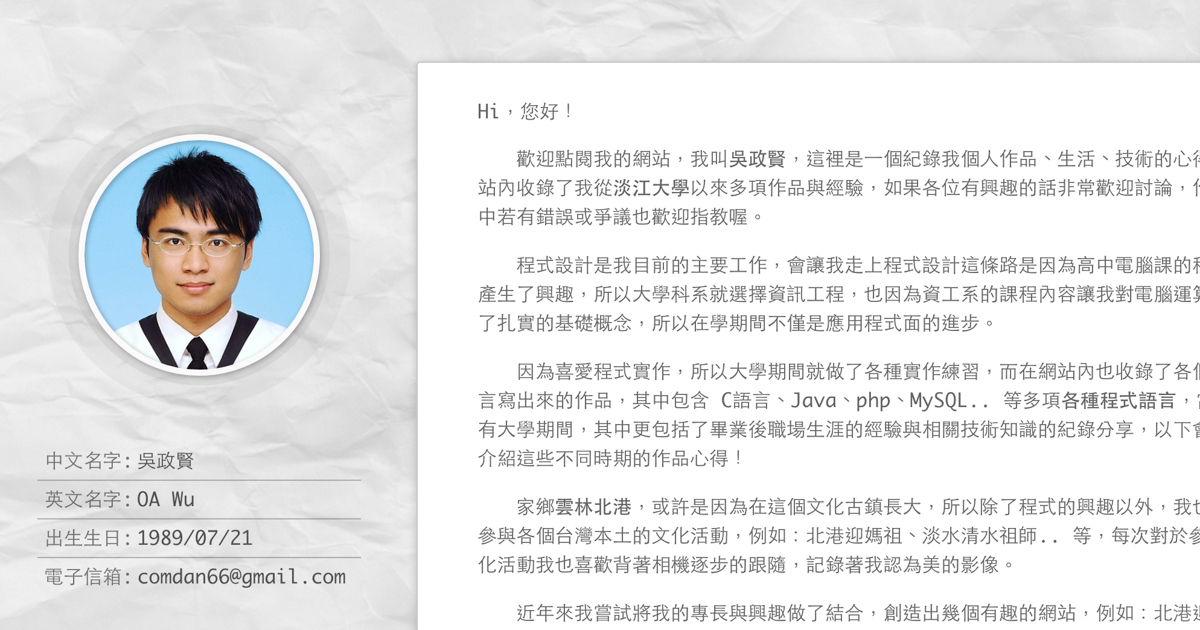 中文名字：吳政賢
英文名字：OA Wu
出生生日：1989/07/21
電子信箱：comdan66@gmail.com
Hi，您好！
歡迎點閱我的網站，我叫吳政賢，這裡是一個紀錄我個人作品、生活、技術的心得
站內收錄了我從淡江大學以來多項作品與經驗，如果各位有興趣的話非常歡迎討論，
中若有錯誤或爭議也歡迎指教喔。
程式設計是我目前的主要工作，會讓我走上程式設計這條路是因為高中電腦課的程
產生了興趣，所以大學科系就選擇資訊工程，也因為資工系的課程內容讓我對電腦運算
了扎實的基礎概念，所以在學期間不僅是應用程式面的進步。
因為喜愛程式實作，所以大學期間就做了各種實作練習，而在網站內也收錄了各個
言寫出來的作品，其中包含 C語言、Java、php、MySQL.. 等多項各種程式語言，
有大學期間，其中更包括了畢業後職場生涯的經驗與相關技術知識的紀錄分享，以下會
介紹這些不同時期的作品心得！
家鄉雲林北港，或許是因為在這個文化古鎮長大，所以除了程式的興趣以外，我也
參與各個台灣本土的文化活動，例如：北港迎媽祖、淡水清水祖師.. 等，每次對於參
化活動我也喜歡背著相機逐步的跟隨，記錄著我認為美的影像。
近年來我嘗試將我的專長與興趣做了結合，創造出幾個有趣的網站，例如：北港迎